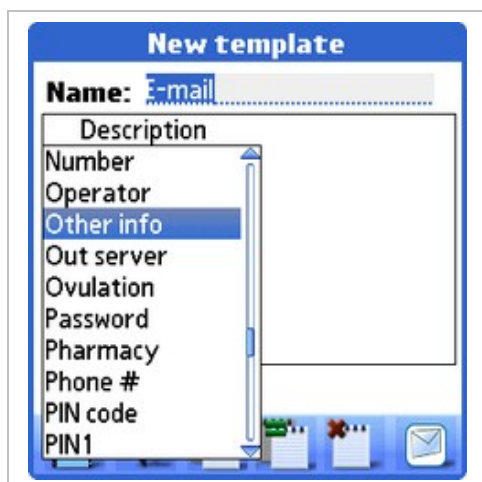 New template
Name: E-mail
Description
Number
Operator
Other info
Out server
Ovulation
Password
Pharmacy
Phone #
PIN code
PIN1